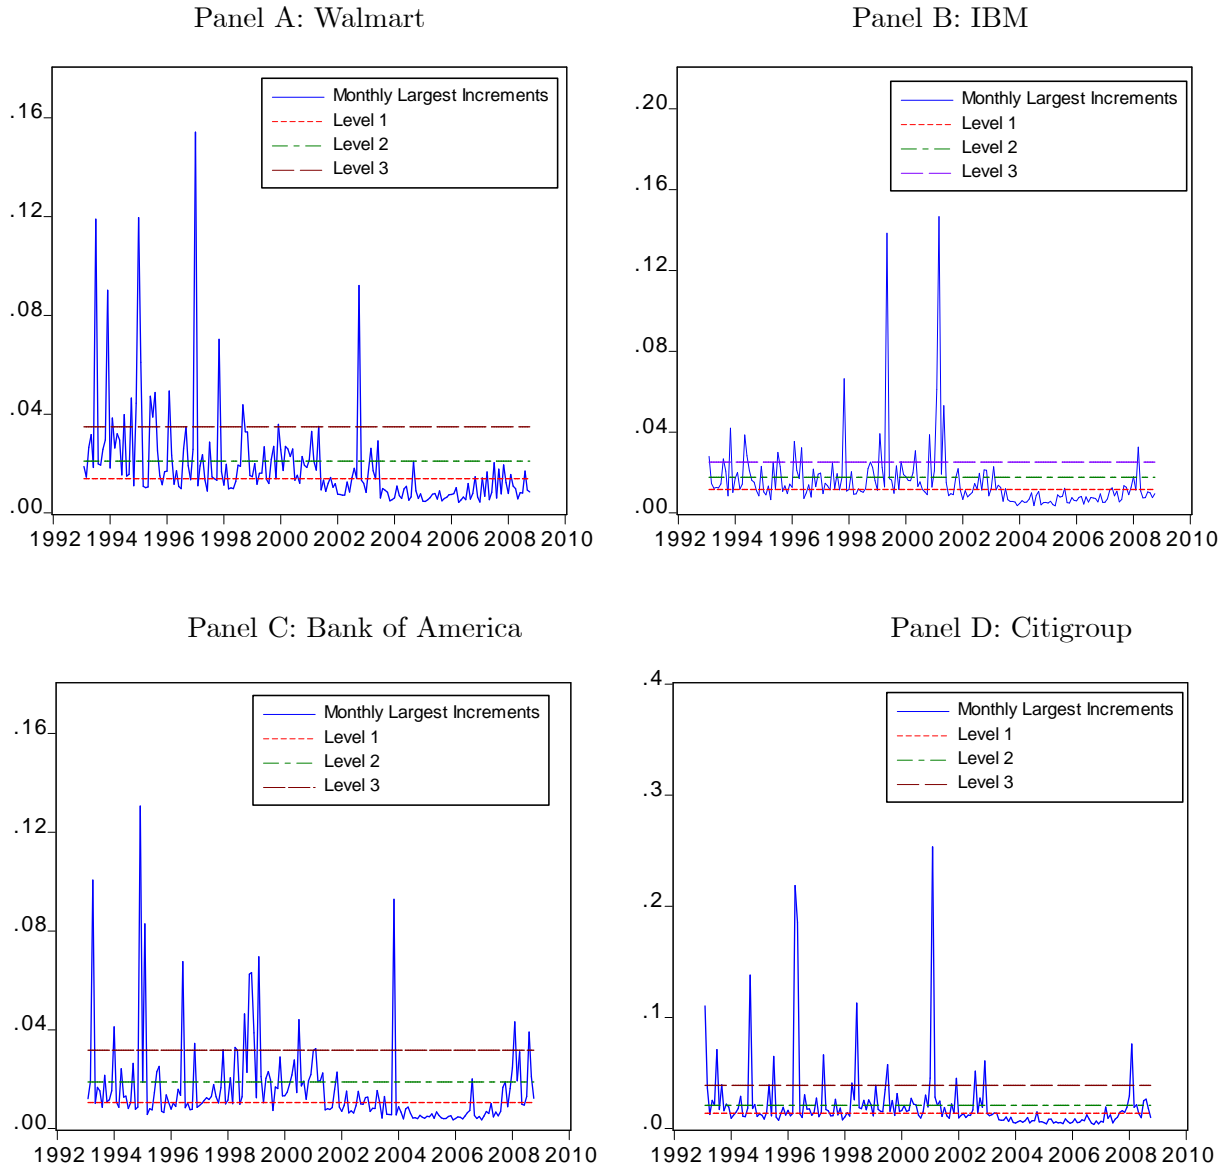 Panel A: Walmart
.16
.12
.08
.04
.00
Monthly Largest Increments
Level 1
Level 2
Level 3
1992 1994 1996 1998 2000 2002 2004 2006 2008 2010
Panel B: IBM
.20
.16
.12
.08
.04
.00
Monthly Largest Increments
Level 1
Level 2
Level 3
1992 1994 1996 1998 2000 2002 2004 2006 2008 2010
Panel C: Bank of America
.16
.12
.08
.04
.00
Monthly Largest Increments
Level 1
Level 2
Level 3
1992 1994 1996 1998 2000 2002 2004 2006 2008 2010
Panel D: Citigroup
.4
.3
.2
.1
.0
Monthly Largest Increments
Level 1
Level 2
Level 3
1992 1994 1996 1998 2000 2002 2004 2006 2008 2010